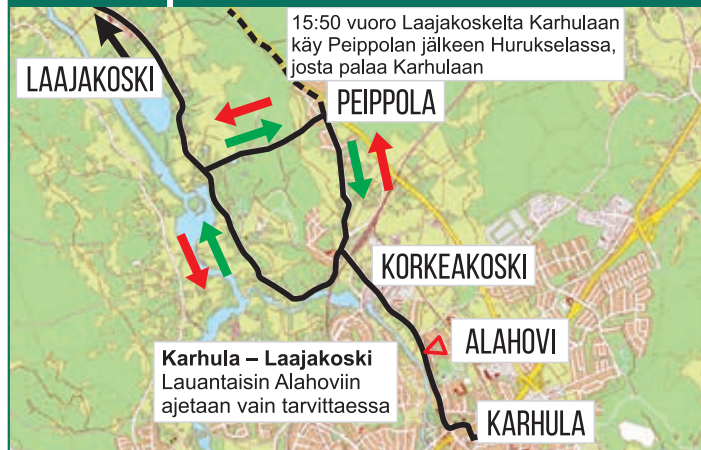 15:50 vuoro Laajakoskelta Karhulaan
käy Peippolan jälkeen Hurukselassa,
josta palaa Karhulaan
LAAJAKOSKI
PEIPPOLA
KORKEAKOSKI
ALAHOVI
Karhula – Laajakoski
Lauantaisin Alahoviin
ajetaan vain tarvittaessa
KARHULA